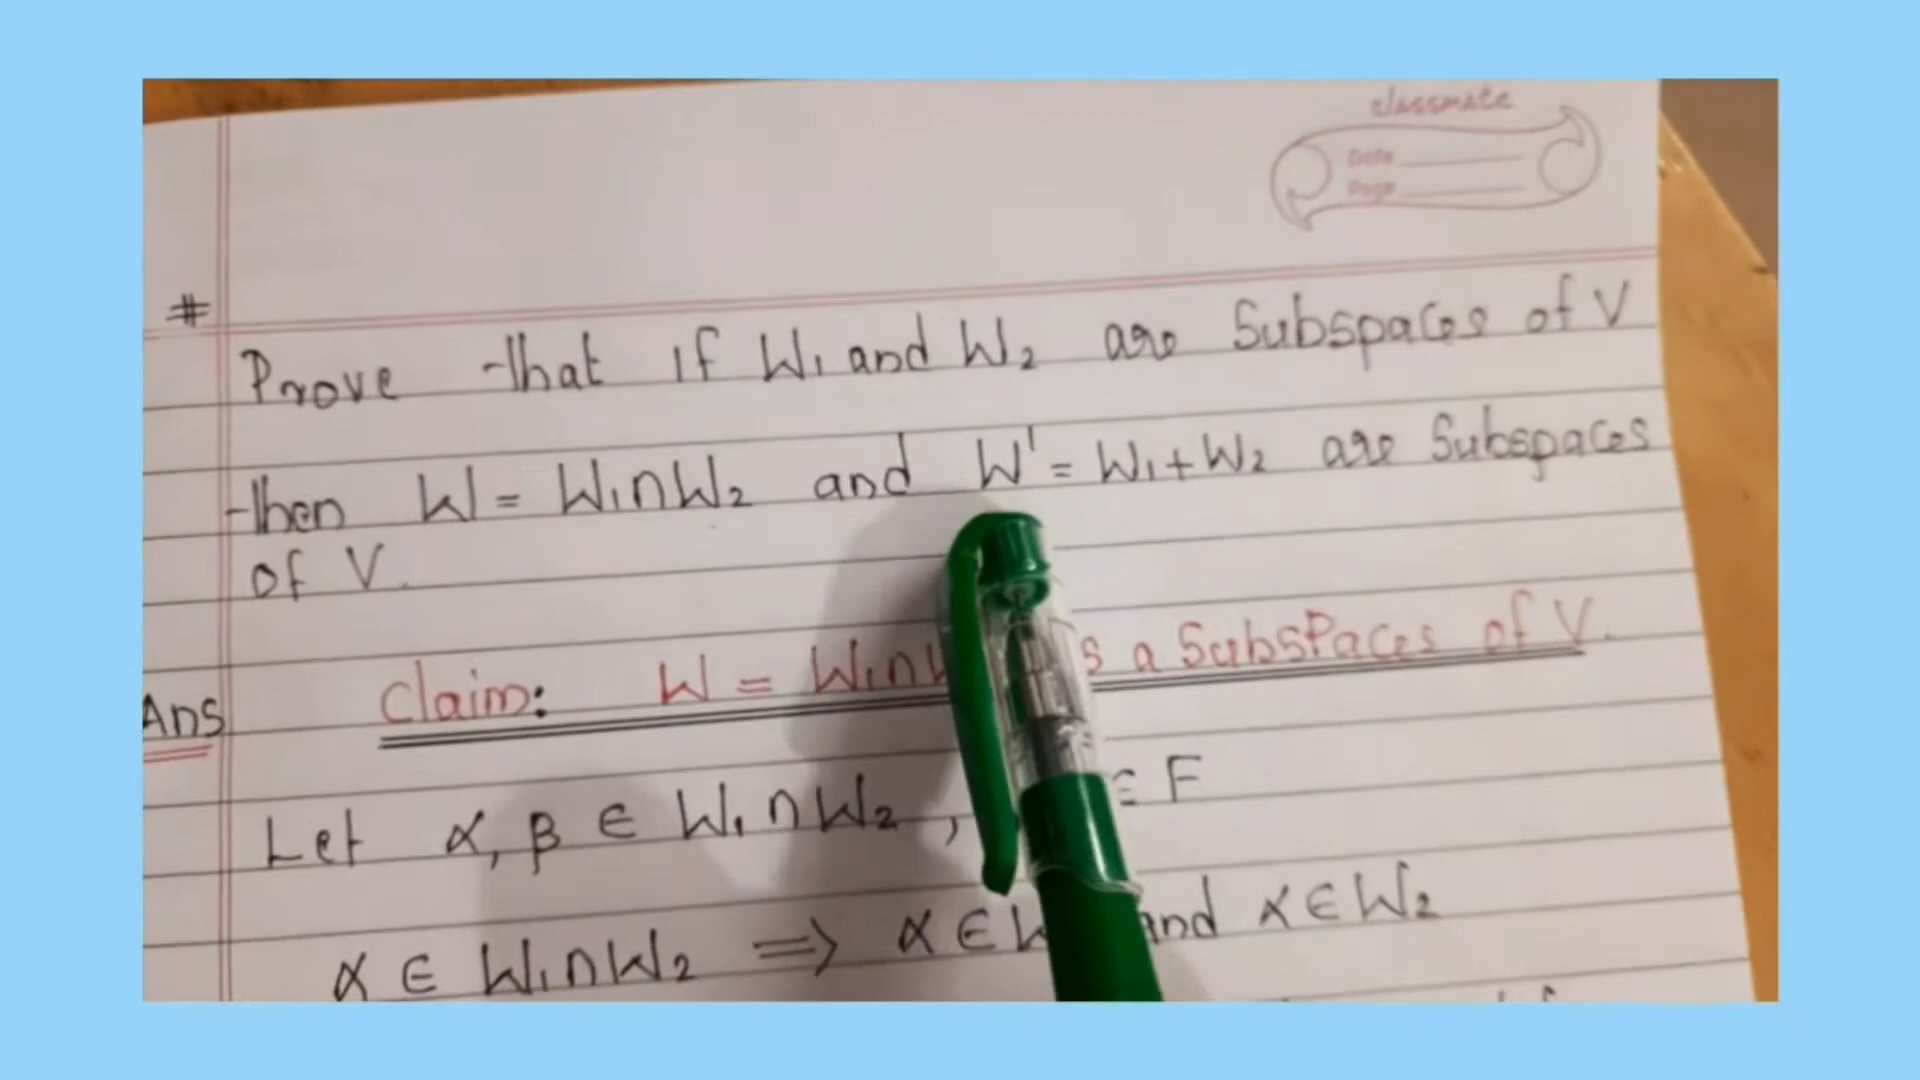 classmate
Date
Page
#
Prove that if W₁ and W₂ are Subspaces of V
then W = W₁∩W₂ and W' = W₁+W₂ are Subspaces
of V.
Ans Claim: W = W₁∩ a SubsPaces of V.
Let α, β ∈ W₁∩W₂, ∈ F
α ∈ W₁∩W₂ => α ∈ and α∈W₂